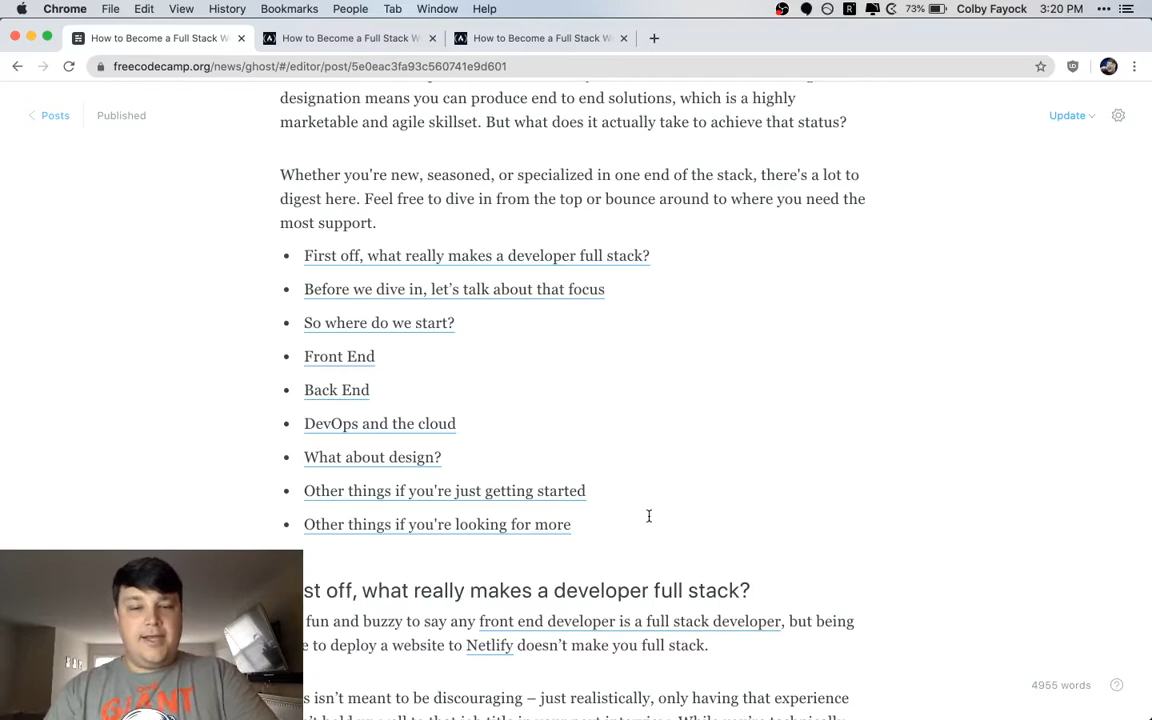 Chrome File Edit View History Bookmarks People Tab Window Help 73% Colby Fayock 3:20 PM
How to Become a Full Stack W
How to Become a Full Stack W
How to Become a Full Stack W
freecodecamp.org/news/ghost/#/editor/post/5e0eac3fa93c560741e9d601
Posts Published Update
designation means you can produce end to end solutions, which is a highly
marketable and agile skillset. But what does it actually take to achieve that status?
Whether you're new, seasoned, or specialized in one end of the stack, there's a lot to
digest here. Feel free to dive in from the top or bounce around to where you need the
most support.
• First off, what really makes a developer full stack?
• Before we dive in, let's talk about that focus
• So where do we start?
• Front End
• Back End
• DevOps and the cloud
• What about design?
• Other things if you're just getting started
• Other things if you're looking for more
st off, what really makes a developer full stack?
fun and buzzy to say any front end developer is a full stack developer, but being
e to deploy a website to Netlify doesn't make you full stack.
s isn't meant to be discouraging – just realistically, only having that experience
4955 words
GIANT